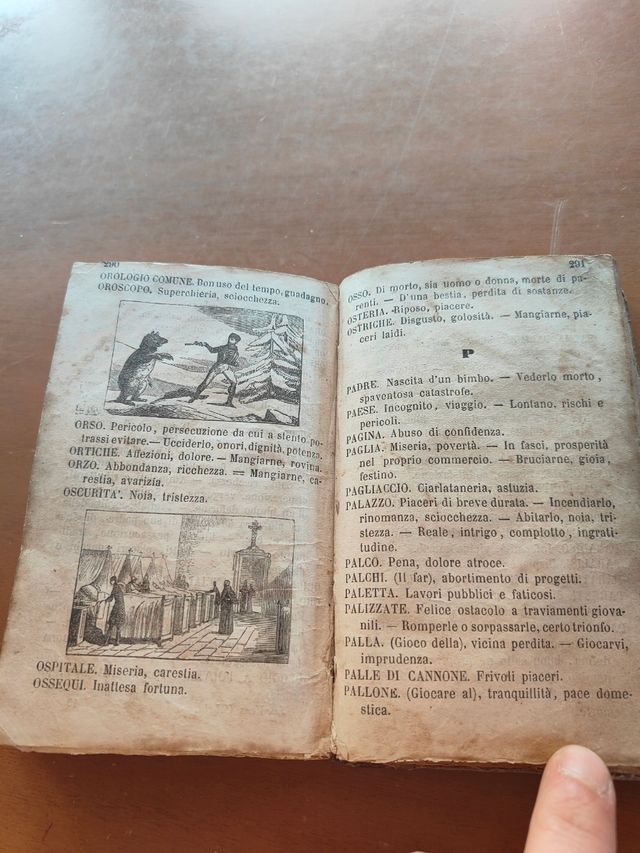 290
OROLOGIO COMUNE. Bon uso del tempo, guadagno.
OROSCOPO. Superchieria, sciocchezza.
ORSO. Pericolo, persecuzione da cui a stento po-
trassi evitare. — Ucciderlo, onori, dignità, potenza.
ORTICHE. Affezioni, dolore. — Mangiarne, rovina.
ORZO. Abbondanza, ricchezza. — Mangiarne, ca-
restia, avarizia.
OSCURITA'. Noia, tristezza.
OSPITALE. Miseria, carestia.
OSSEQUI. Inattesa fortuna.
291
OSSO. Di morto, sia uomo o donna, morte di pa-
renti. — D'una bestia, perdita di sostanze.
OSTERIA. Riposo, piacere.
OSTRICHE. Disgusto, golosità. — Mangiarne, pia-
ceri laidi.
P
PADRE. Nascita d'un bimbo. — Vederlo morto,
spaventosa catastrofe.
PAESE. Incognito, viaggio. — Lontano, rischi e
pericoli.
PAGINA. Abuso di confidenza.
PAGLIA. Miseria, povertà. — In fasci, prosperità
nel proprio commercio. — Bruciarne, gioia,
festino.
PAGLIACCIO. Ciarlataneria, astuzia.
PALAZZO. Piaceri di breve durata. — Incendiarlo,
rinomanza, sciocchezza. — Abitarlo, noia, tri-
stezza. — Reale, intrigo, complotto, ingrati-
tudine.
PALCO. Pena, dolore atroce.
PALCHI. (Il far), abortimento di progetti.
PALETTA. Lavori pubblici e faticosi.
PALIZZATE. Felice ostacolo a traviamenti giova-
nili. — Romperle o sorpassarle, certo trionfo.
PALLA. (Gioco della), vicina perdita. — Giocarvi,
imprudenza.
PALLE DI CANNONE. Frivoli piaceri.
PALLONE. (Giocare al), tranquillità, pace dome-
stica.